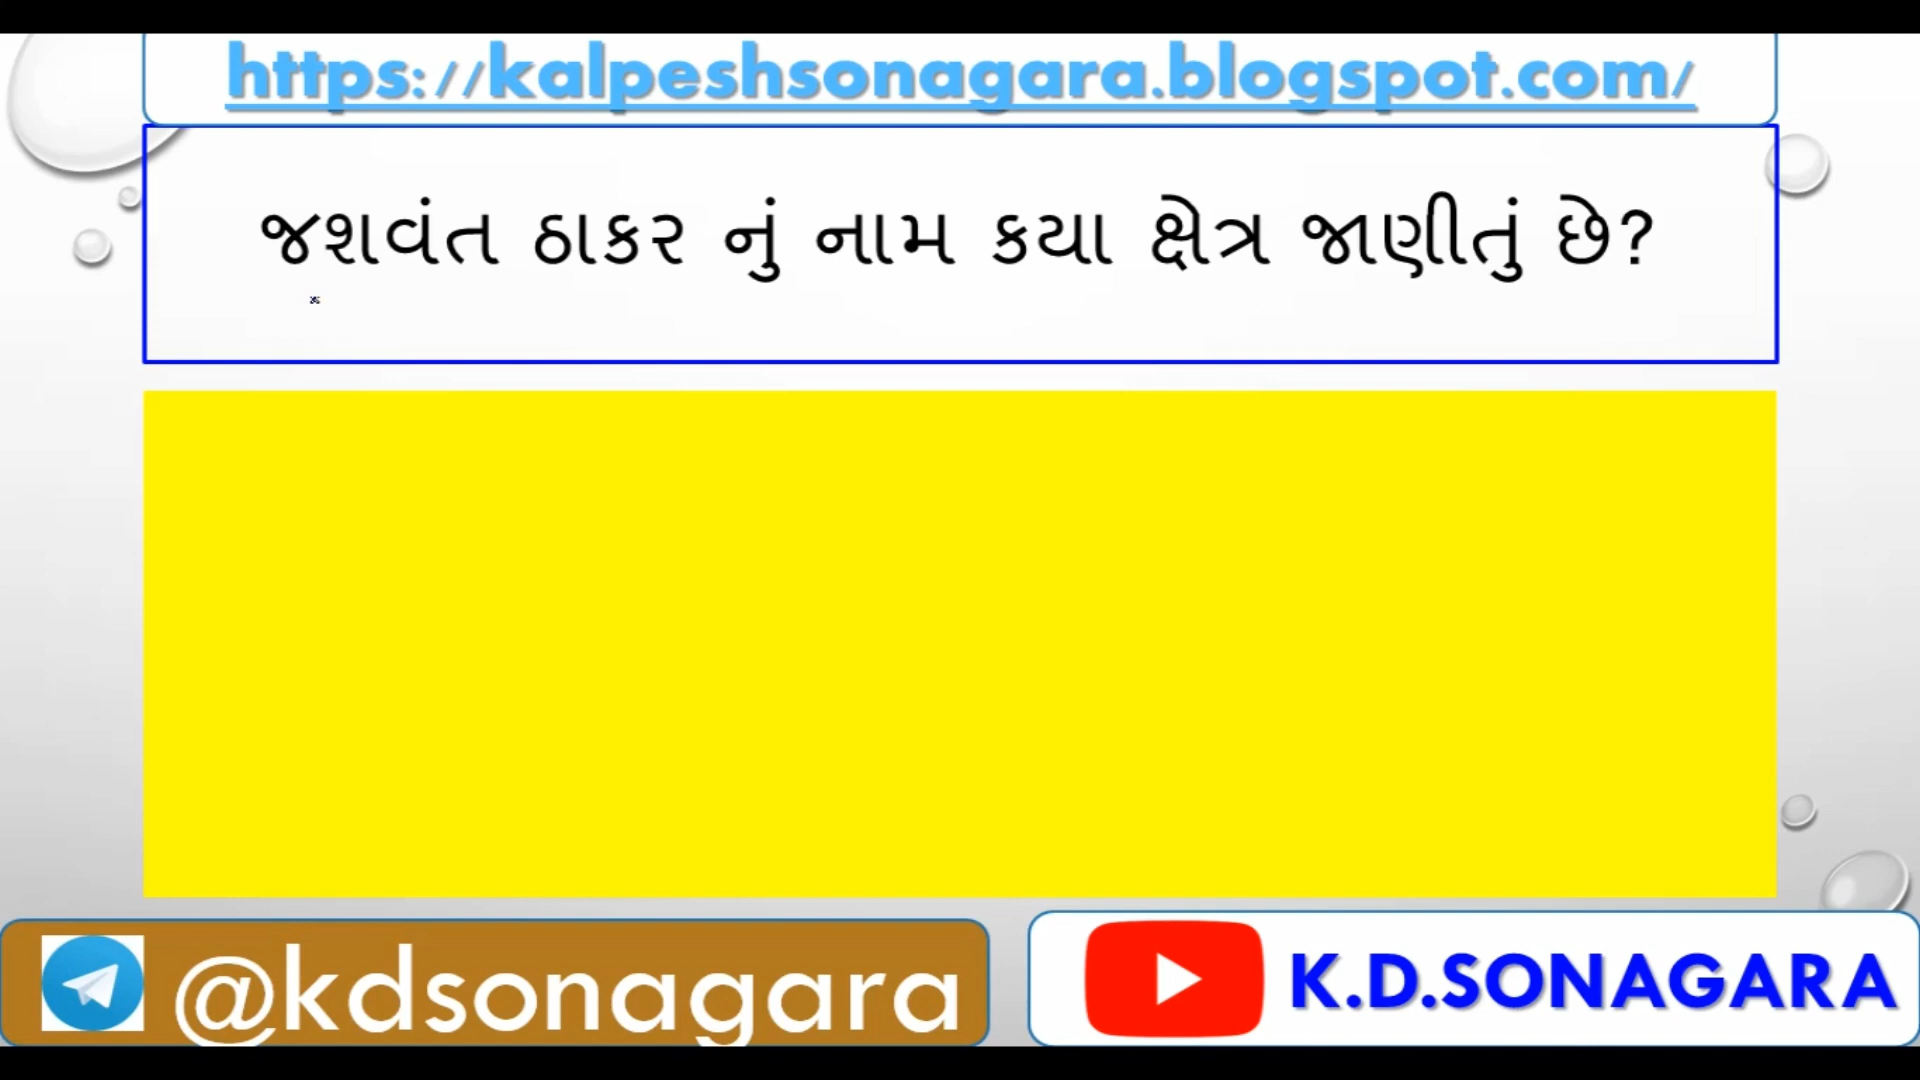 https://kalpeshsonagara.blogspot.com/
જશવંત ઠાકર નું નામ કયા ક્ષેત્ર જાણીતું છે?
@kdsonagara
K.D.SONAGARA